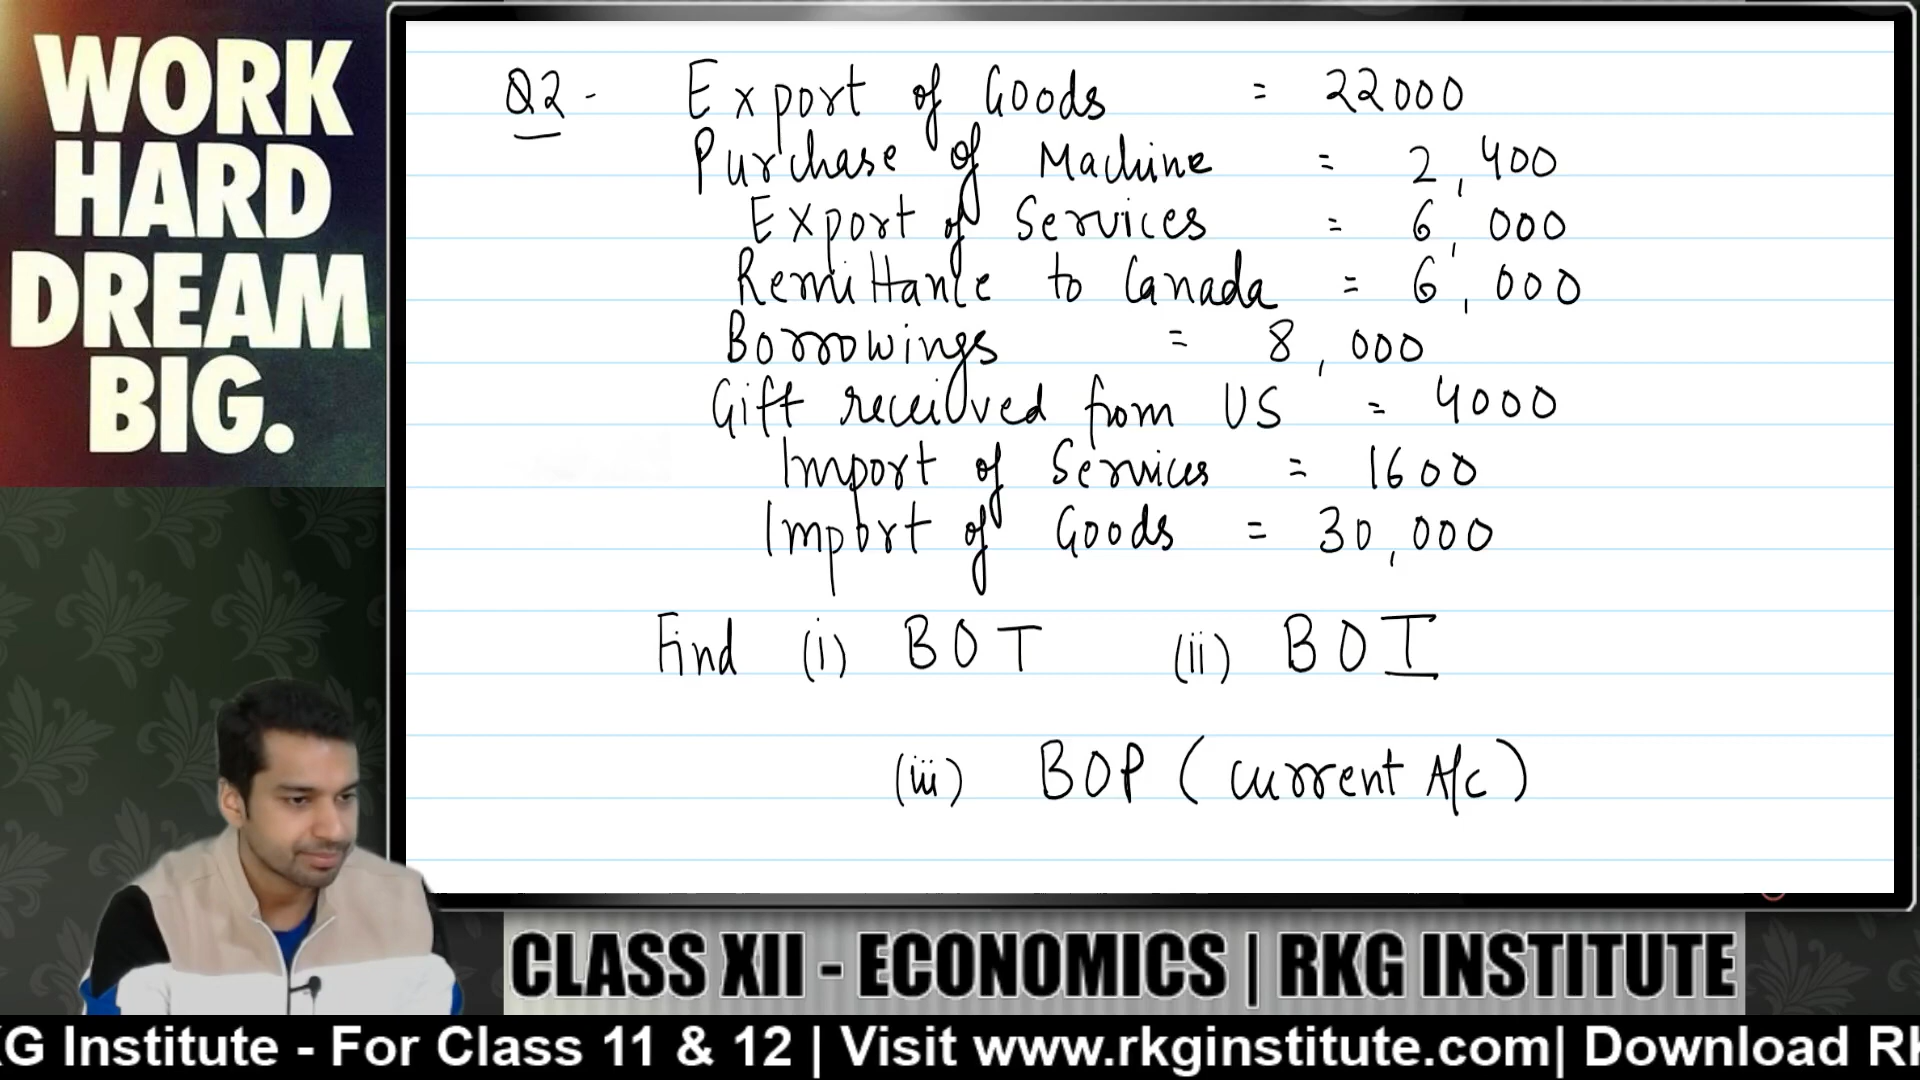 WORK
HARD
DREAM
BIG.
Q2 - Export of Goods = 22000
Purchase of Machine = 2,400
Export of Services = 6,000
Remittance to Canada = 6,000
Borrowings = 8,000
Gift received from US = 4000
Import of Services = 1600
Import of Goods = 30,000
Find (i) BOT (ii) BOI
(iii) BOP (current A/c)
CLASS XII - ECONOMICS | RKG INSTITUTE
KG Institute - For Class 11 & 12 | Visit www.rkginstitute.com| Download RK